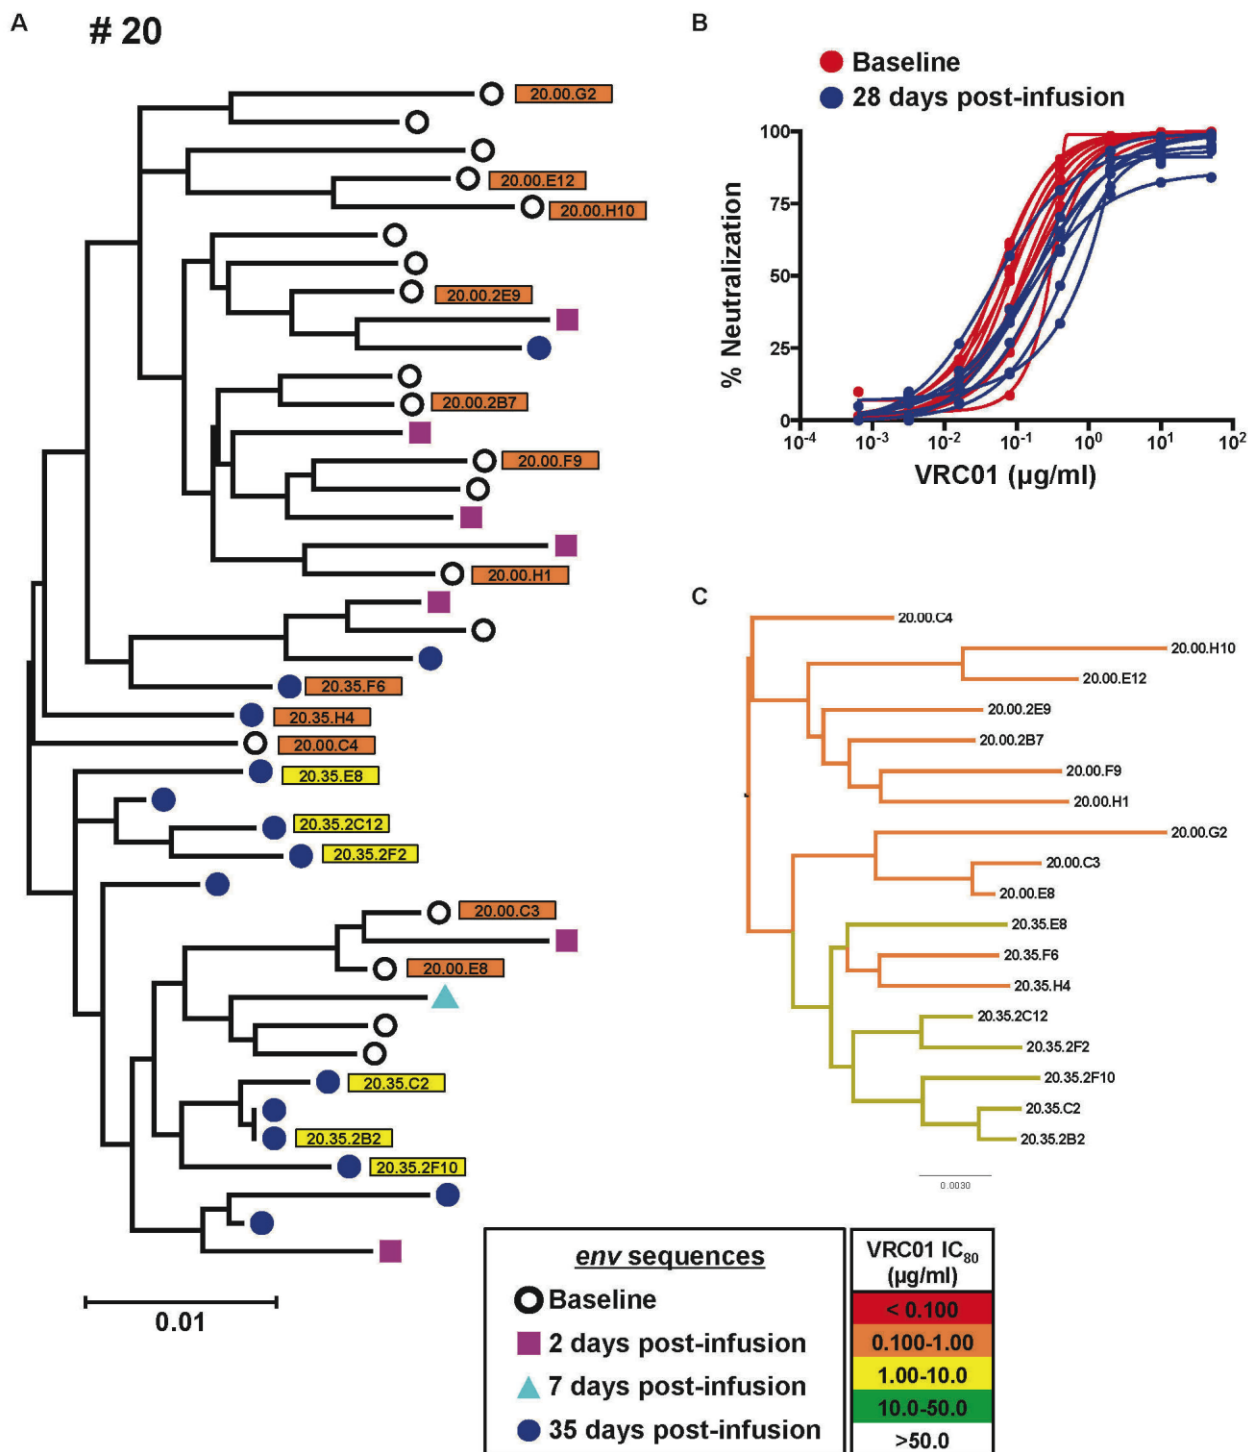 A
# 20
20.00.G2
20.00.E12
20.00.H10
20.00.2E9
20.00.2B7
20.00.F9
20.00.H1
20.35.F6
20.35.H4
20.00.C4
20.35.E8
20.35.2C12
20.35.2F2
20.00.C3
20.00.E8
20.35.C2
20.35.2B2
20.35.2F10
0.01
B
Baseline
28 days post-infusion
% Neutralization
100
75
50
25
0
10⁻⁴ 10⁻³ 10⁻² 10⁻¹ 10⁰ 10¹ 10²
VRC01 (µg/ml)
C
20.00.C4
20.00.H10
20.00.E12
20.00.2E9
20.00.2B7
20.00.F9
20.00.H1
20.00.G2
20.00.C3
20.00.E8
20.35.E8
20.35.F6
20.35.H4
20.35.2C12
20.35.2F2
20.35.2F10
20.35.C2
20.35.2B2
0.0030
env sequences
Baseline
2 days post-infusion
7 days post-infusion
35 days post-infusion
VRC01 IC₈₀
(µg/ml)
< 0.100
0.100-1.00
1.00-10.0
10.0-50.0
>50.0